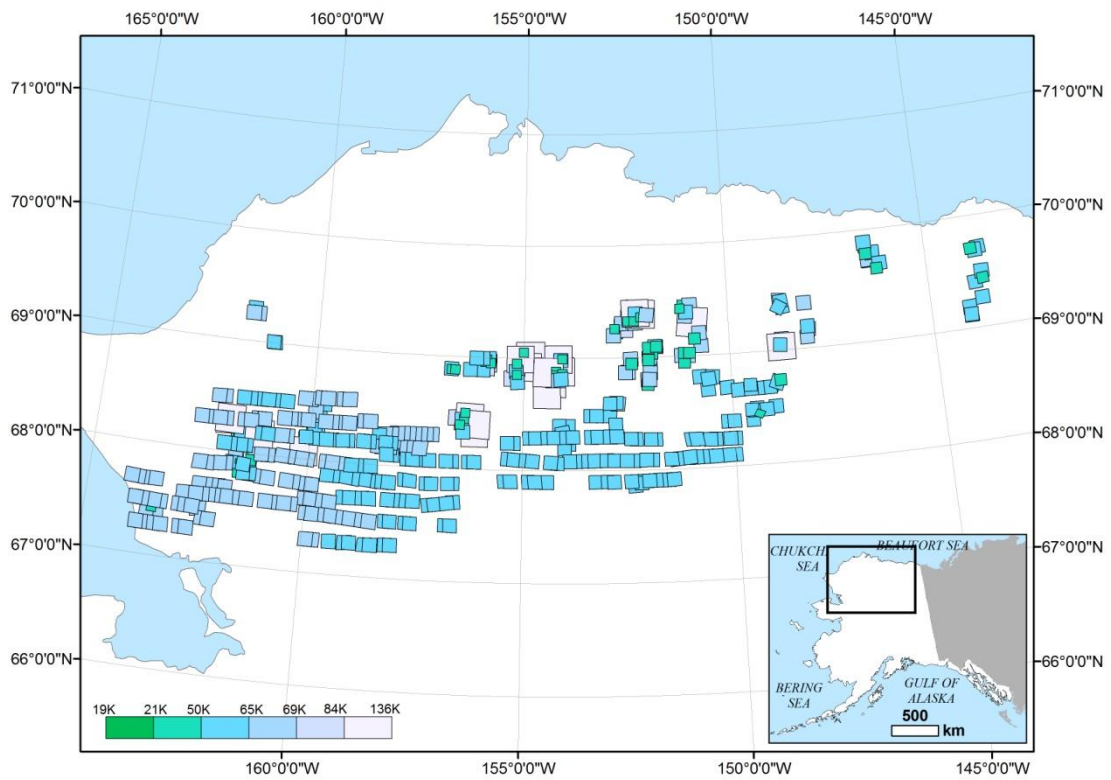 165°0'0"W 160°0'0"W 155°0'0"W 150°0'0"W 145°0'0"W
71°0'0"N 71°0'0"N
70°0'0"N 70°0'0"N
69°0'0"N 69°0'0"N
68°0'0"N 68°0'0"N
67°0'0"N 67°0'0"N
66°0'0"N 66°0'0"N
CHUKCH BEAUFORT SEA
SEA
BERING
SEA
GULF OF
ALASKA
500
km
19K 21K 50K 65K 69K 84K 136K
160°0'0"W 155°0'0"W 150°0'0"W 145°0'0"W